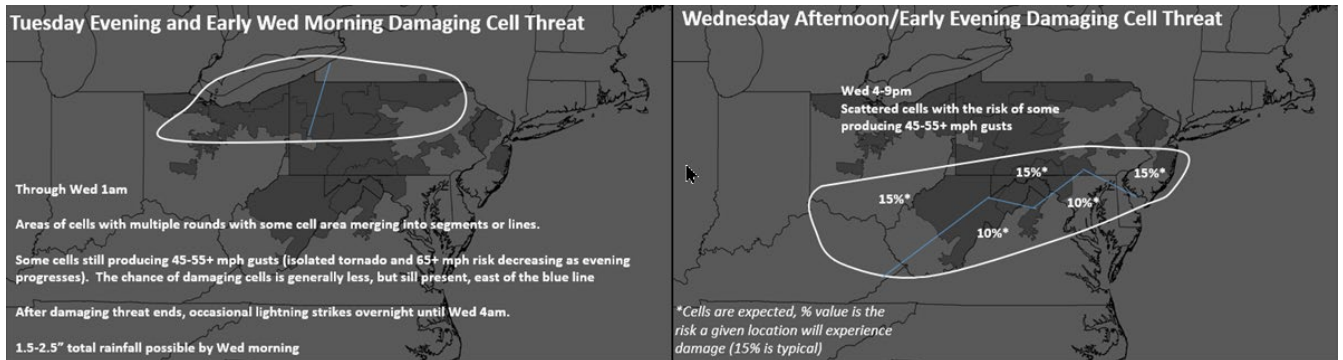 Tuesday Evening and Early Wed Morning Damaging Cell Threat
Through Wed 1am
Areas of cells with multiple rounds with some cell area merging into segments or lines.
Some cells still producing 45-55+ mph gusts (isolated tornado and 65+ mph risk decreasing as evening
progresses). The chance of damaging cells is generally less, but sill present, east of the blue line
After damaging threat ends, occasional lightning strikes overnight until Wed 4am.
1.5-2.5” total rainfall possible by Wed morning
Wednesday Afternoon/Early Evening Damaging Cell Threat
Wed 4-9pm
Scattered cells with the risk of some
producing 45-55+ mph gusts
15%*
15%*
15%*
10%*
10%*
*Cells are expected, % value is the
risk a given location will experience
damage (15% is typical)